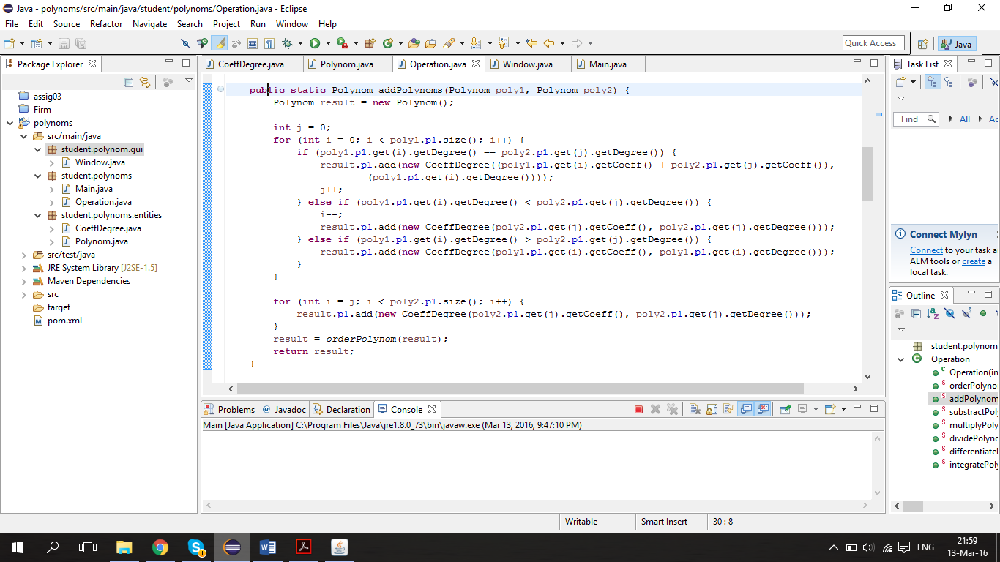 Java - polynoms/src/main/java/student/polynoms/Operation.java - Eclipse
File Edit Source Refactor Navigate Search Project Run Window Help
Quick Access
Java
Package Explorer
assig03
Firm
polynoms
src/main/java
student.polynom.gui
Window.java
student.polynoms
Main.java
Operation.java
student.polynoms.entities
CoeffDegree.java
Polynom.java
src/test/java
JRE System Library [J2SE-1.5]
Maven Dependencies
src
target
pom.xml
CoeffDegree.java Polynom.java Operation.java Window.java Main.java
public static Polynom addPolynoms(Polynom poly1, Polynom poly2) {
Polynom result = new Polynom();
int j = 0;
for (int i = 0; i < poly1.p1.size(); i++) {
if (poly1.p1.get(i).getDegree() == poly2.p1.get(j).getDegree()) {
result.p1.add(new CoeffDegree((poly1.p1.get(i).getCoeff() + poly2.p1.get(j).getCoeff()),
(poly1.p1.get(i).getDegree())));
j++;
} else if (poly1.p1.get(i).getDegree() < poly2.p1.get(j).getDegree()) {
i--;
result.p1.add(new CoeffDegree(poly2.p1.get(j).getCoeff(), poly2.p1.get(j).getDegree()));
} else if (poly1.p1.get(i).getDegree() > poly2.p1.get(j).getDegree()) {
result.p1.add(new CoeffDegree(poly1.p1.get(i).getCoeff(), poly1.p1.get(i).getDegree()));
}
}
for (int i = j; i < poly2.p1.size(); i++) {
result.p1.add(new CoeffDegree(poly2.p1.get(j).getCoeff(), poly2.p1.get(j).getDegree()));
}
result = orderPolynom(result);
return result;
}
Problems @ Javadoc Declaration Console
Main [Java Application] C:\Program Files\Java\jre1.8.0_73\bin\javaw.exe (Mar 13, 2016, 9:47:10 PM)
Task List
Find All Ac
Connect Mylyn
Connect to your task a
ALM tools or create a
local task.
Outline
student.polynom
Operation
Operation(in
orderPolyno
addPolynom
substractPol
multiplyPoly
dividePolyno
differentiateI
integratePol
Writable Smart Insert 30 : 8
ENG
21:59
13-Mar-16